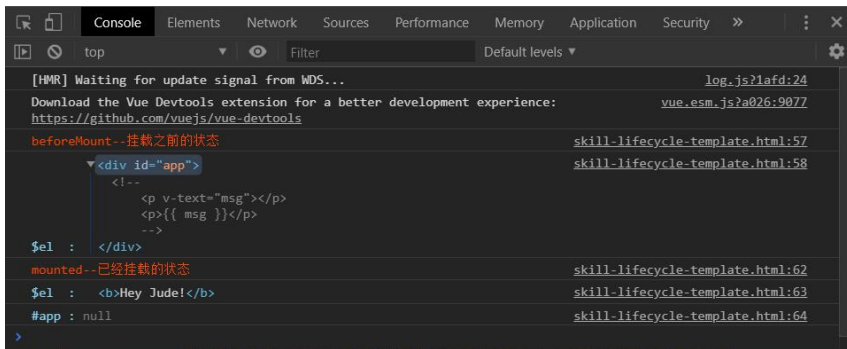 Console Elements Network Sources Performance Memory Application Security »
top Filter Default levels ▼
[HMR] Waiting for update signal from WDS... log.js?1afd:24
Download the Vue Devtools extension for a better development experience: vue.esm.js?a026:9077
https://github.com/vuejs/vue-devtools
beforeMount--挂载之前的状态 skill-lifecycle-template.html:57
▼<div id="app"> skill-lifecycle-template.html:58
<!--
<p v-text="msg"></p>
<p>{{ msg }}</p>
-->
$el : </div>
mounted--已经挂载的状态 skill-lifecycle-template.html:62
$el : <b>Hey Jude!</b> skill-lifecycle-template.html:63
#app : null skill-lifecycle-template.html:64